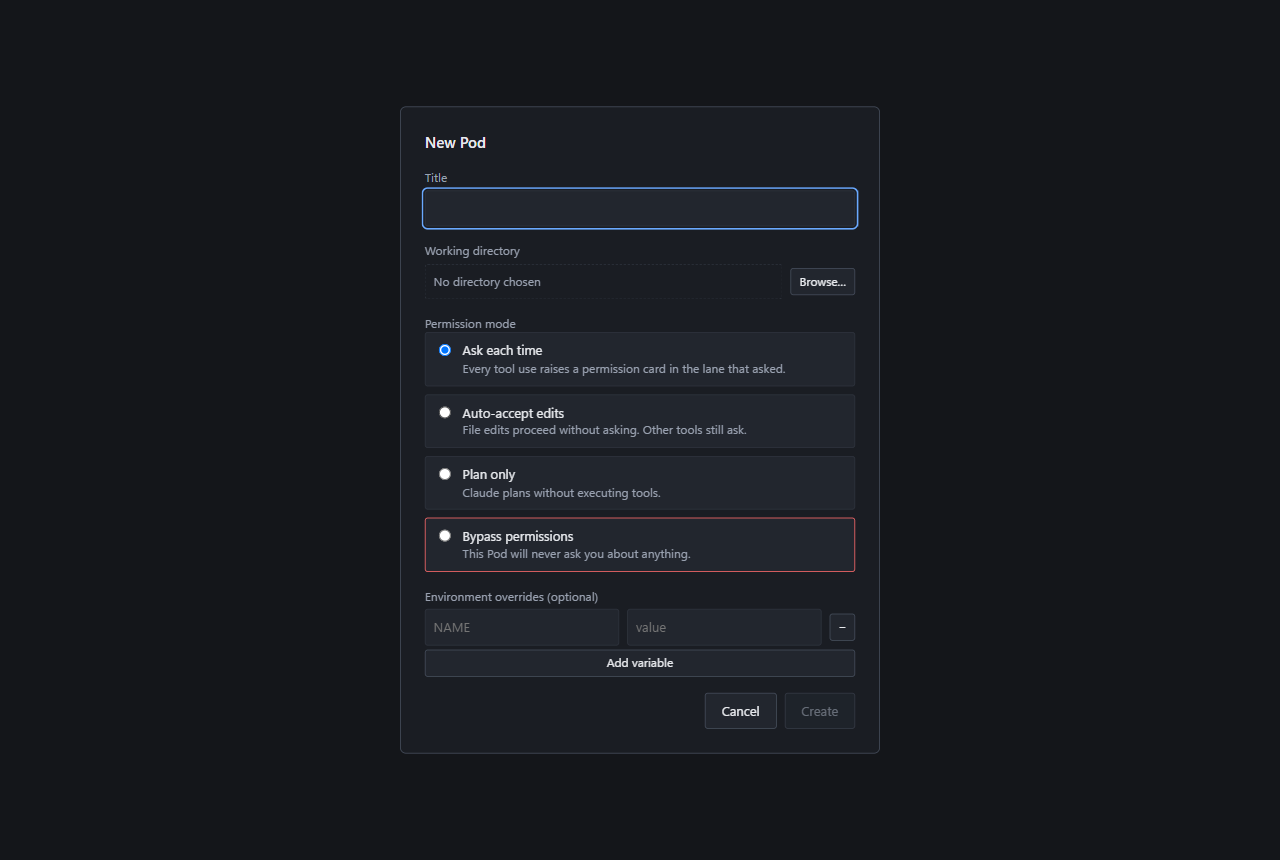 New Pod
Title
Working directory
No directory chosen
Browse...
Permission mode
Ask each time
Every tool use raises a permission card in the lane that asked.
Auto-accept edits
File edits proceed without asking. Other tools still ask.
Plan only
Claude plans without executing tools.
Bypass permissions
This Pod will never ask you about anything.
Environment overrides (optional)
NAME value −
Add variable
Cancel Create